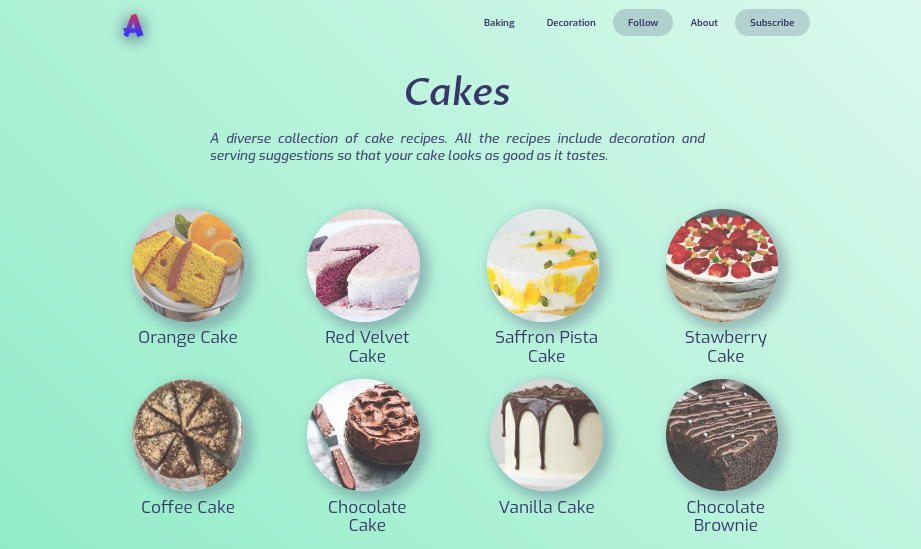 A
Baking Decoration Follow About Subscribe
Cakes
A diverse collection of cake recipes. All the recipes include decoration and
serving suggestions so that your cake looks as good as it tastes.
Orange Cake
Red Velvet
Cake
Saffron Pista
Cake
Stawberry
Cake
Coffee Cake
Chocolate
Cake
Vanilla Cake
Chocolate
Brownie